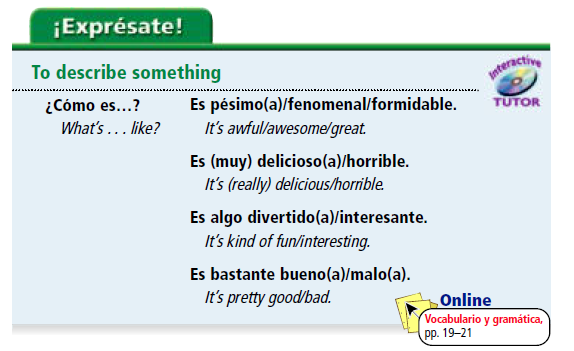 ¡Exprésate!
To describe something
Interactive
TUTOR
¿Cómo es...?
What's . . . like?
Es pésimo(a)/fenomenal/formidable.
It's awful/awesome/great.
Es (muy) delicioso(a)/horrible.
It's (really) delicious/horrible.
Es algo divertido(a)/interesante.
It's kind of fun/interesting.
Es bastante bueno(a)/malo(a).
It's pretty good/bad.
Online
Vocabulario y gramática,
pp. 19–21